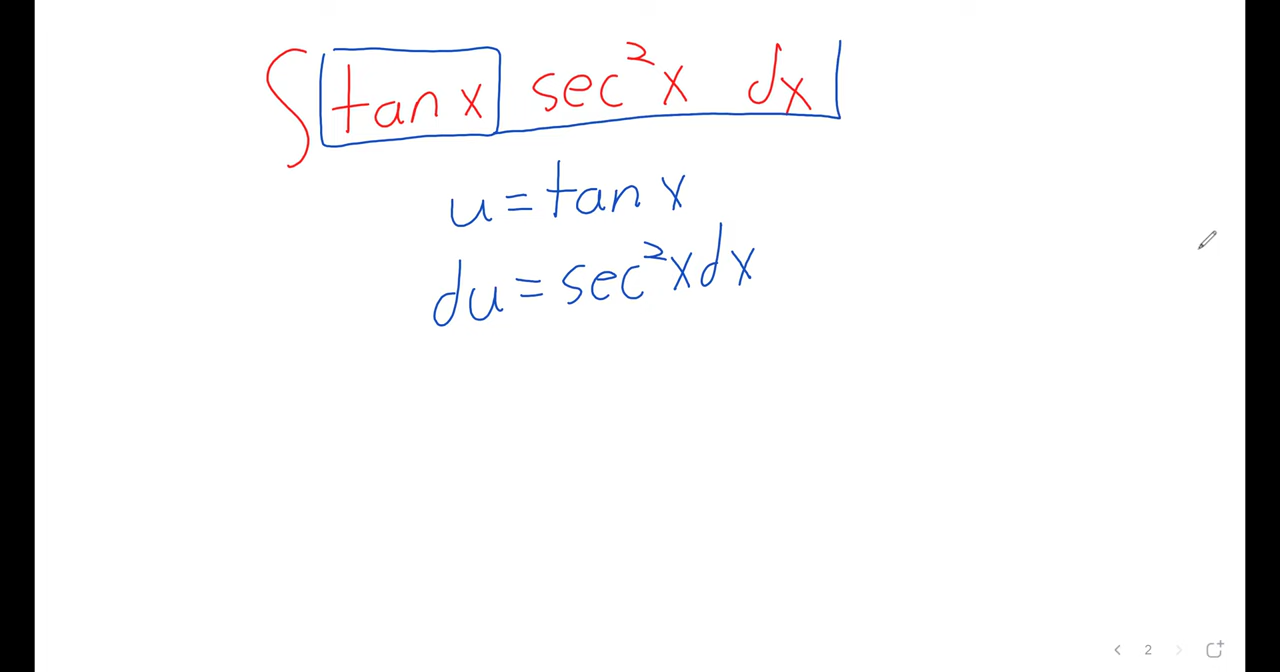 ∫ tan x sec²x dx
u = tan x
du = sec²x dx
2